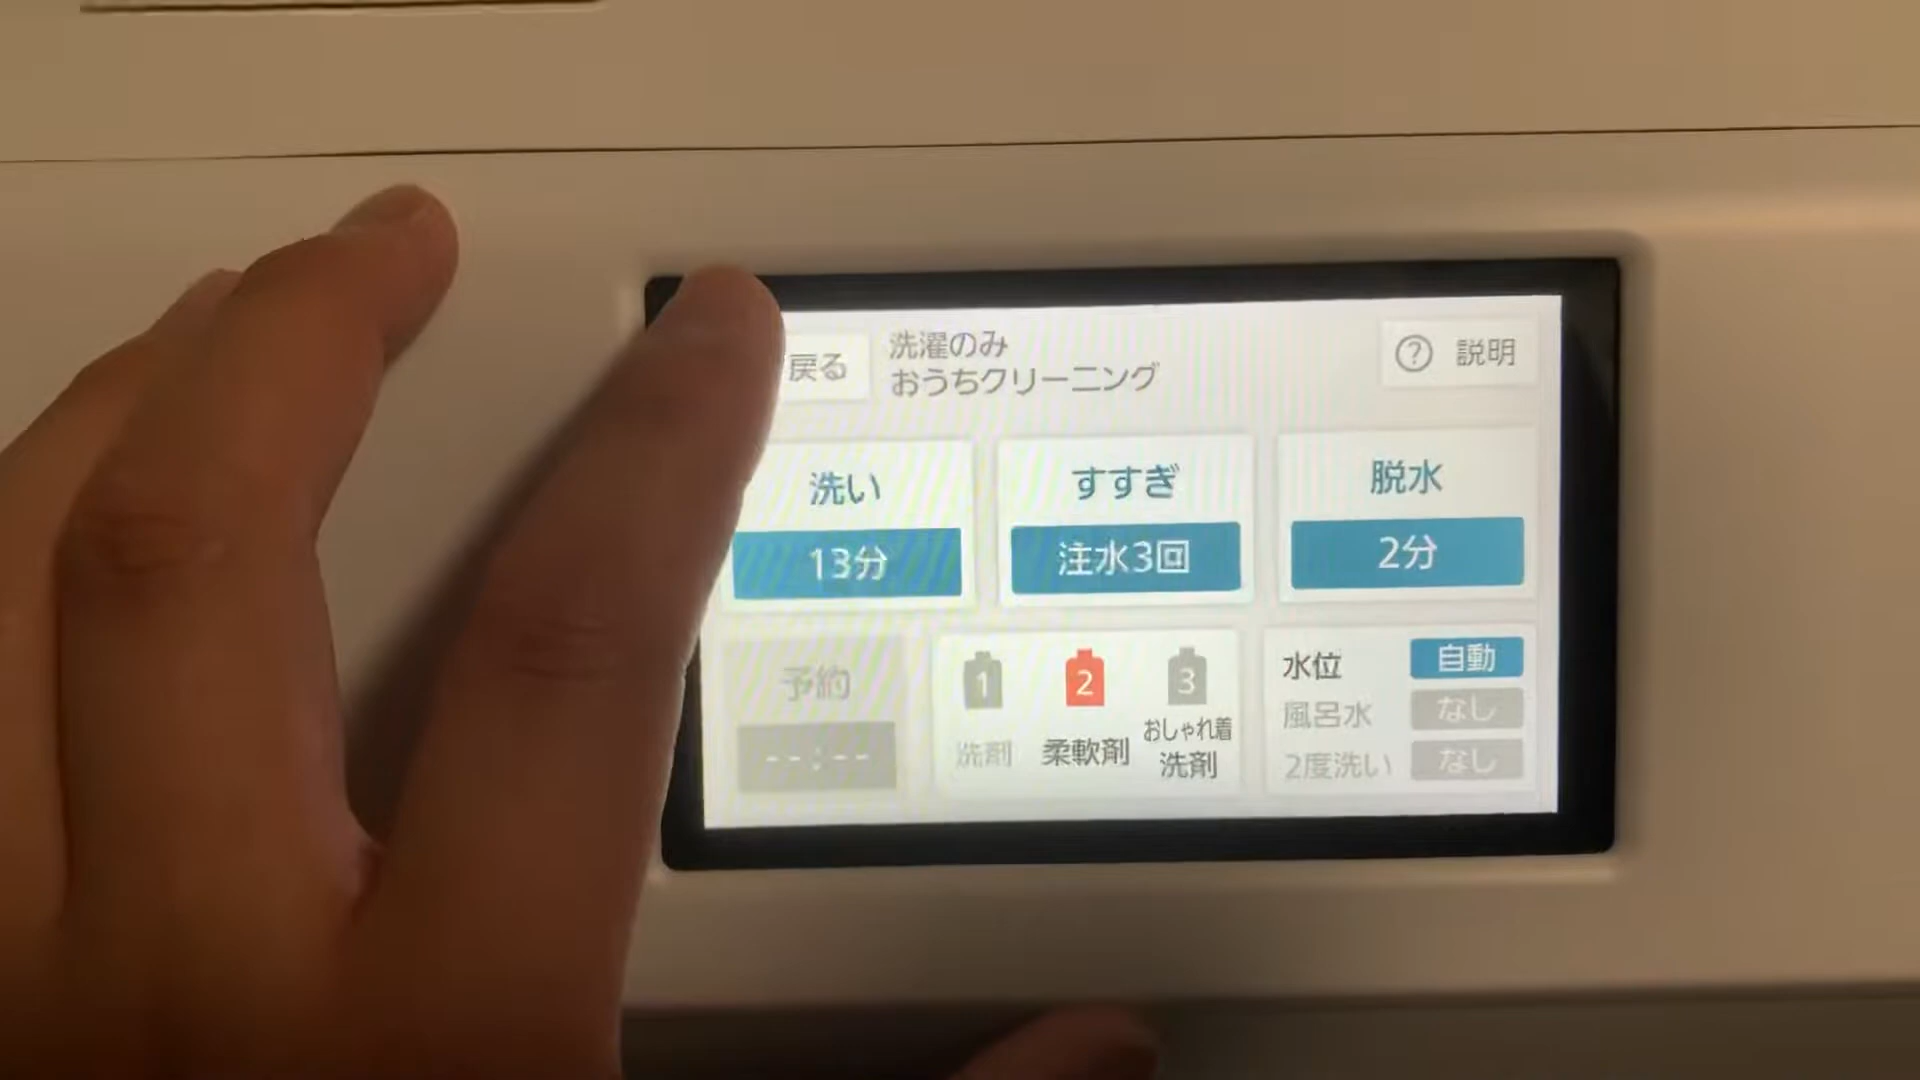 戻る
洗濯のみ
おうちクリーニング
? 説明
洗い
13分
すすぎ
注水3回
脱水
2分
予約
--:--
1
洗剤
2
柔軟剤
3
おしゃれ着
洗剤
水位 自動
風呂水 なし
2度洗い なし